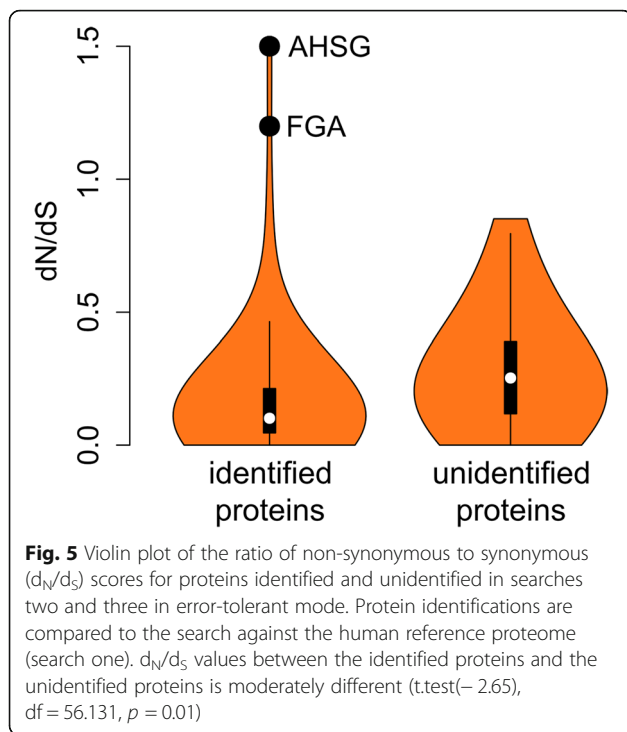 1.5
AHSG
FGA
1.0
dN/dS
0.5
0.0
identified
proteins
unidentified
proteins
Fig. 5 Violin plot of the ratio of non-synonymous to synonymous
(dN/dS) scores for proteins identified and unidentified in searches
two and three in error-tolerant mode. Protein identifications are
compared to the search against the human reference proteome
(search one). dN/dS values between the identified proteins and the
unidentified proteins is moderately different (t.test(− 2.65),
df = 56.131, p = 0.01)